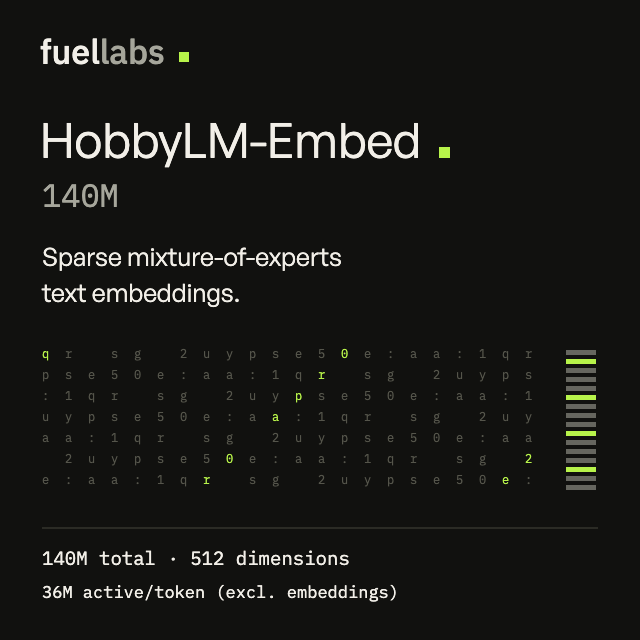 fuellabs
HobbyLM-Embed
140M
Sparse mixture-of-experts
text embeddings.
q r   s g   2 u y p s e 5 0 e : a a : 1 q r
p s e 5 0 e : a a : 1 q r   s g   2 u y p s
: 1 q r   s g   2 u y p s e 5 0 e : a a : 1
u y p s e 5 0 e : a a : 1 q r   s g   2 u y
a a : 1 q r   s g   2 u y p s e 5 0 e : a a
  2 u y p s e 5 0 e : a a : 1 q r   s g   2
e : a a : 1 q r   s g   2 u y p s e 5 0 e :
140M total · 512 dimensions
36M active/token (excl. embeddings)